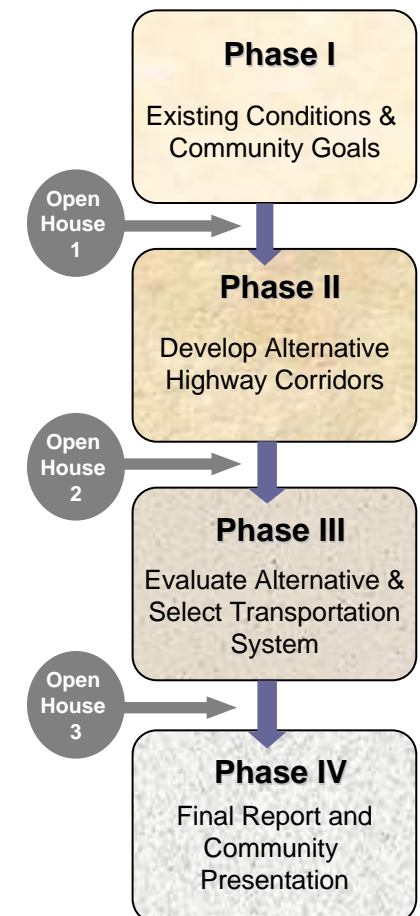 Phase I
Existing Conditions &
Community Goals
Open
House
1
Phase II
Develop Alternative
Highway Corridors
Open
House
2
Phase III
Evaluate Alternative &
Select Transportation
System
Open
House
3
Phase IV
Final Report and
Community
Presentation